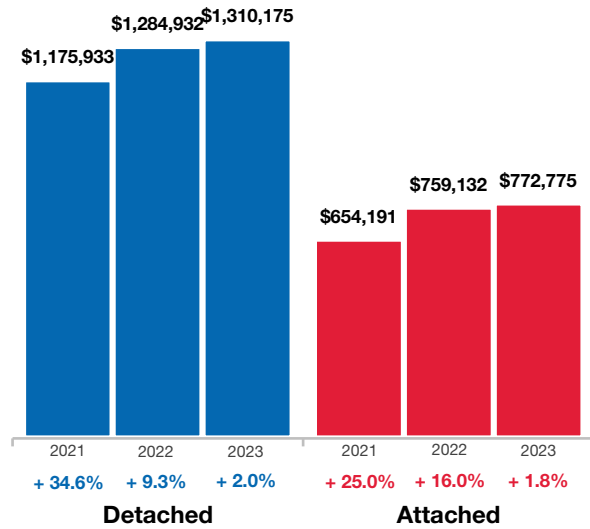 $1,175,933 $1,284,932 $1,310,175
$654,191 $759,132 $772,775
2021 2022 2023 2021 2022 2023
+ 34.6% + 9.3% + 2.0% + 25.0% + 16.0% + 1.8%
Detached Attached